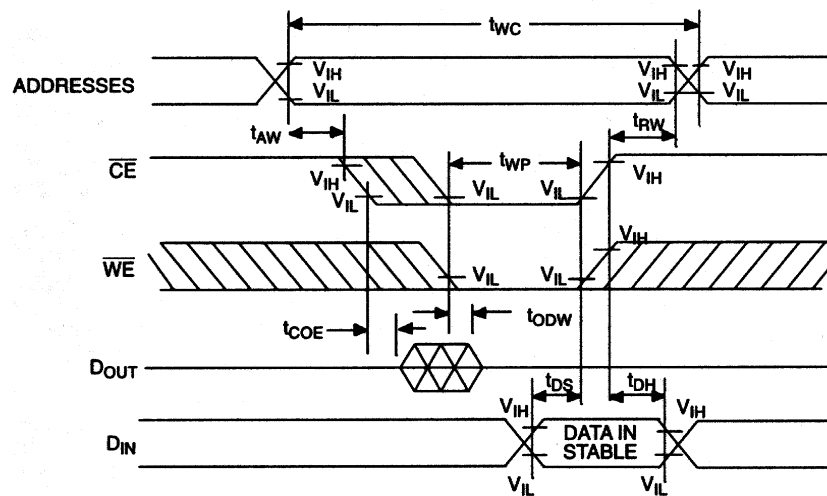 tWC
ADDRESSES
VIH VIH VIH
VIL VIL VIL
tAW tRW
CE tWP
VIH VIH
VIL VIL VIL
WE VIH
VIL VIL
tCOE tODW
DOUT
tDS tDH
VIH VIH
DIN DATA IN
STABLE
VIL VIL